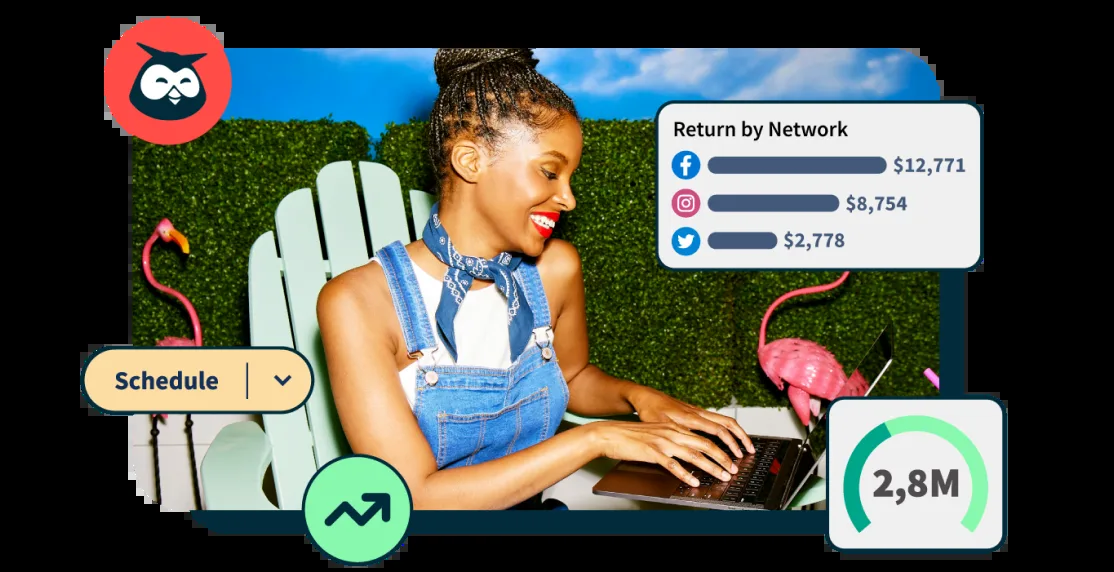 Return by Network
$12,771
$8,754
$2,778
Schedule
2,8M